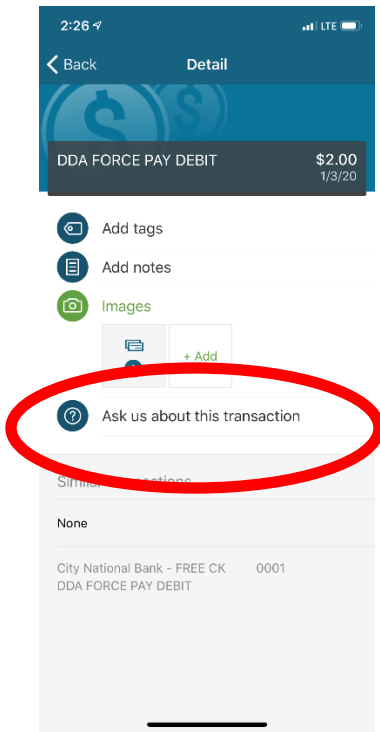 2:26 LTE
Back Detail
DDA FORCE PAY DEBIT $2.00
1/3/20
Add tags
Add notes
Images
+ Add
Ask us about this transaction
None
City National Bank - FREE CK 0001
DDA FORCE PAY DEBIT